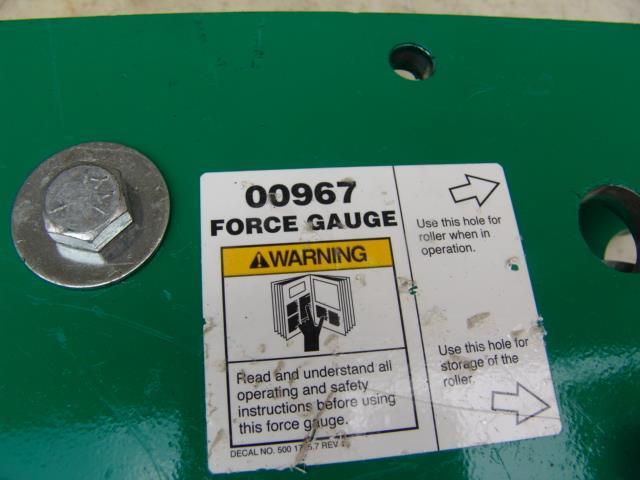 00967
FORCE GAUGE
WARNING
Read and understand all
operating and safety
instructions before using
this force gauge.
DECAL NO. 500 REV
Use this hole for
roller when in
operation.
Use this hole for
storage of the
roller.